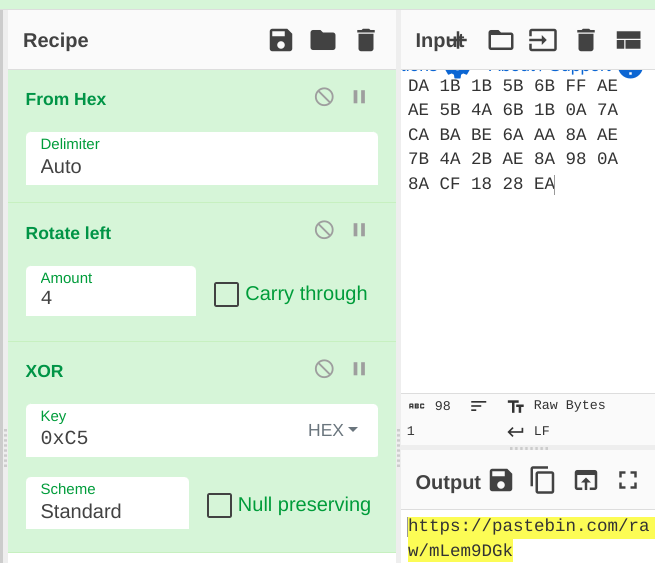 Recipe
From Hex
Delimiter
Auto
Rotate left
Amount
4
Carry through
XOR
Key
0xC5
HEX
Scheme
Standard
Null preserving
Input
DA 1B 1B 5B 6B FF AE
AE 5B 4A 6B 1B 0A 7A
CA BA BE 6A AA 8A AE
7B 4A 2B AE 8A 98 0A
8A CF 18 28 EA
ABC 98
Raw Bytes
1
LF
Output
https://pastebin.com/ra
w/mLem9DGk